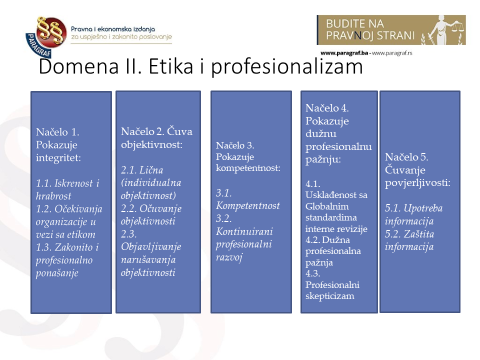 PARAGRAF
Pravna i ekonomska izdanja
za uspješno i zakonito poslovanje
BUDITE NA
PRAVNOJ STRANI
www.paragraf.ba - www.paragraf.rs
Domena II. Etika i profesionalizam
Načelo 1.
Pokazuje
integritet:
1.1. Iskrenost i
hrabrost
1.2. Očekivanja
organizacije u
vezi sa etikom
1.3. Zakonito i
profesionalno
ponašanje
Načelo 2. Čuva
objektivnost:
2.1. Lična
(individualna
objektivnost)
2.2. Očuvanje
objektivnosti
2.3.
Objavljivanje
narušavanja
objektivnosti
Načelo 3.
Pokazuje
kompetentnost:
3.1.
Kompetentnost
3.2.
Kontinuirani
profesionalni
razvoj
Načelo 4.
Pokazuje
dužnu
profesionalnu
pažnju:
4.1.
Usklađenost sa
Globalnim
standardima
interne revizije
4.2. Dužna
profesionalna
pažnja
4.3.
Profesionalni
skepticizam
Načelo 5.
Čuvanje
povjerljivosti:
5.1. Upotreba
informacija
5.2. Zaštita
informacija